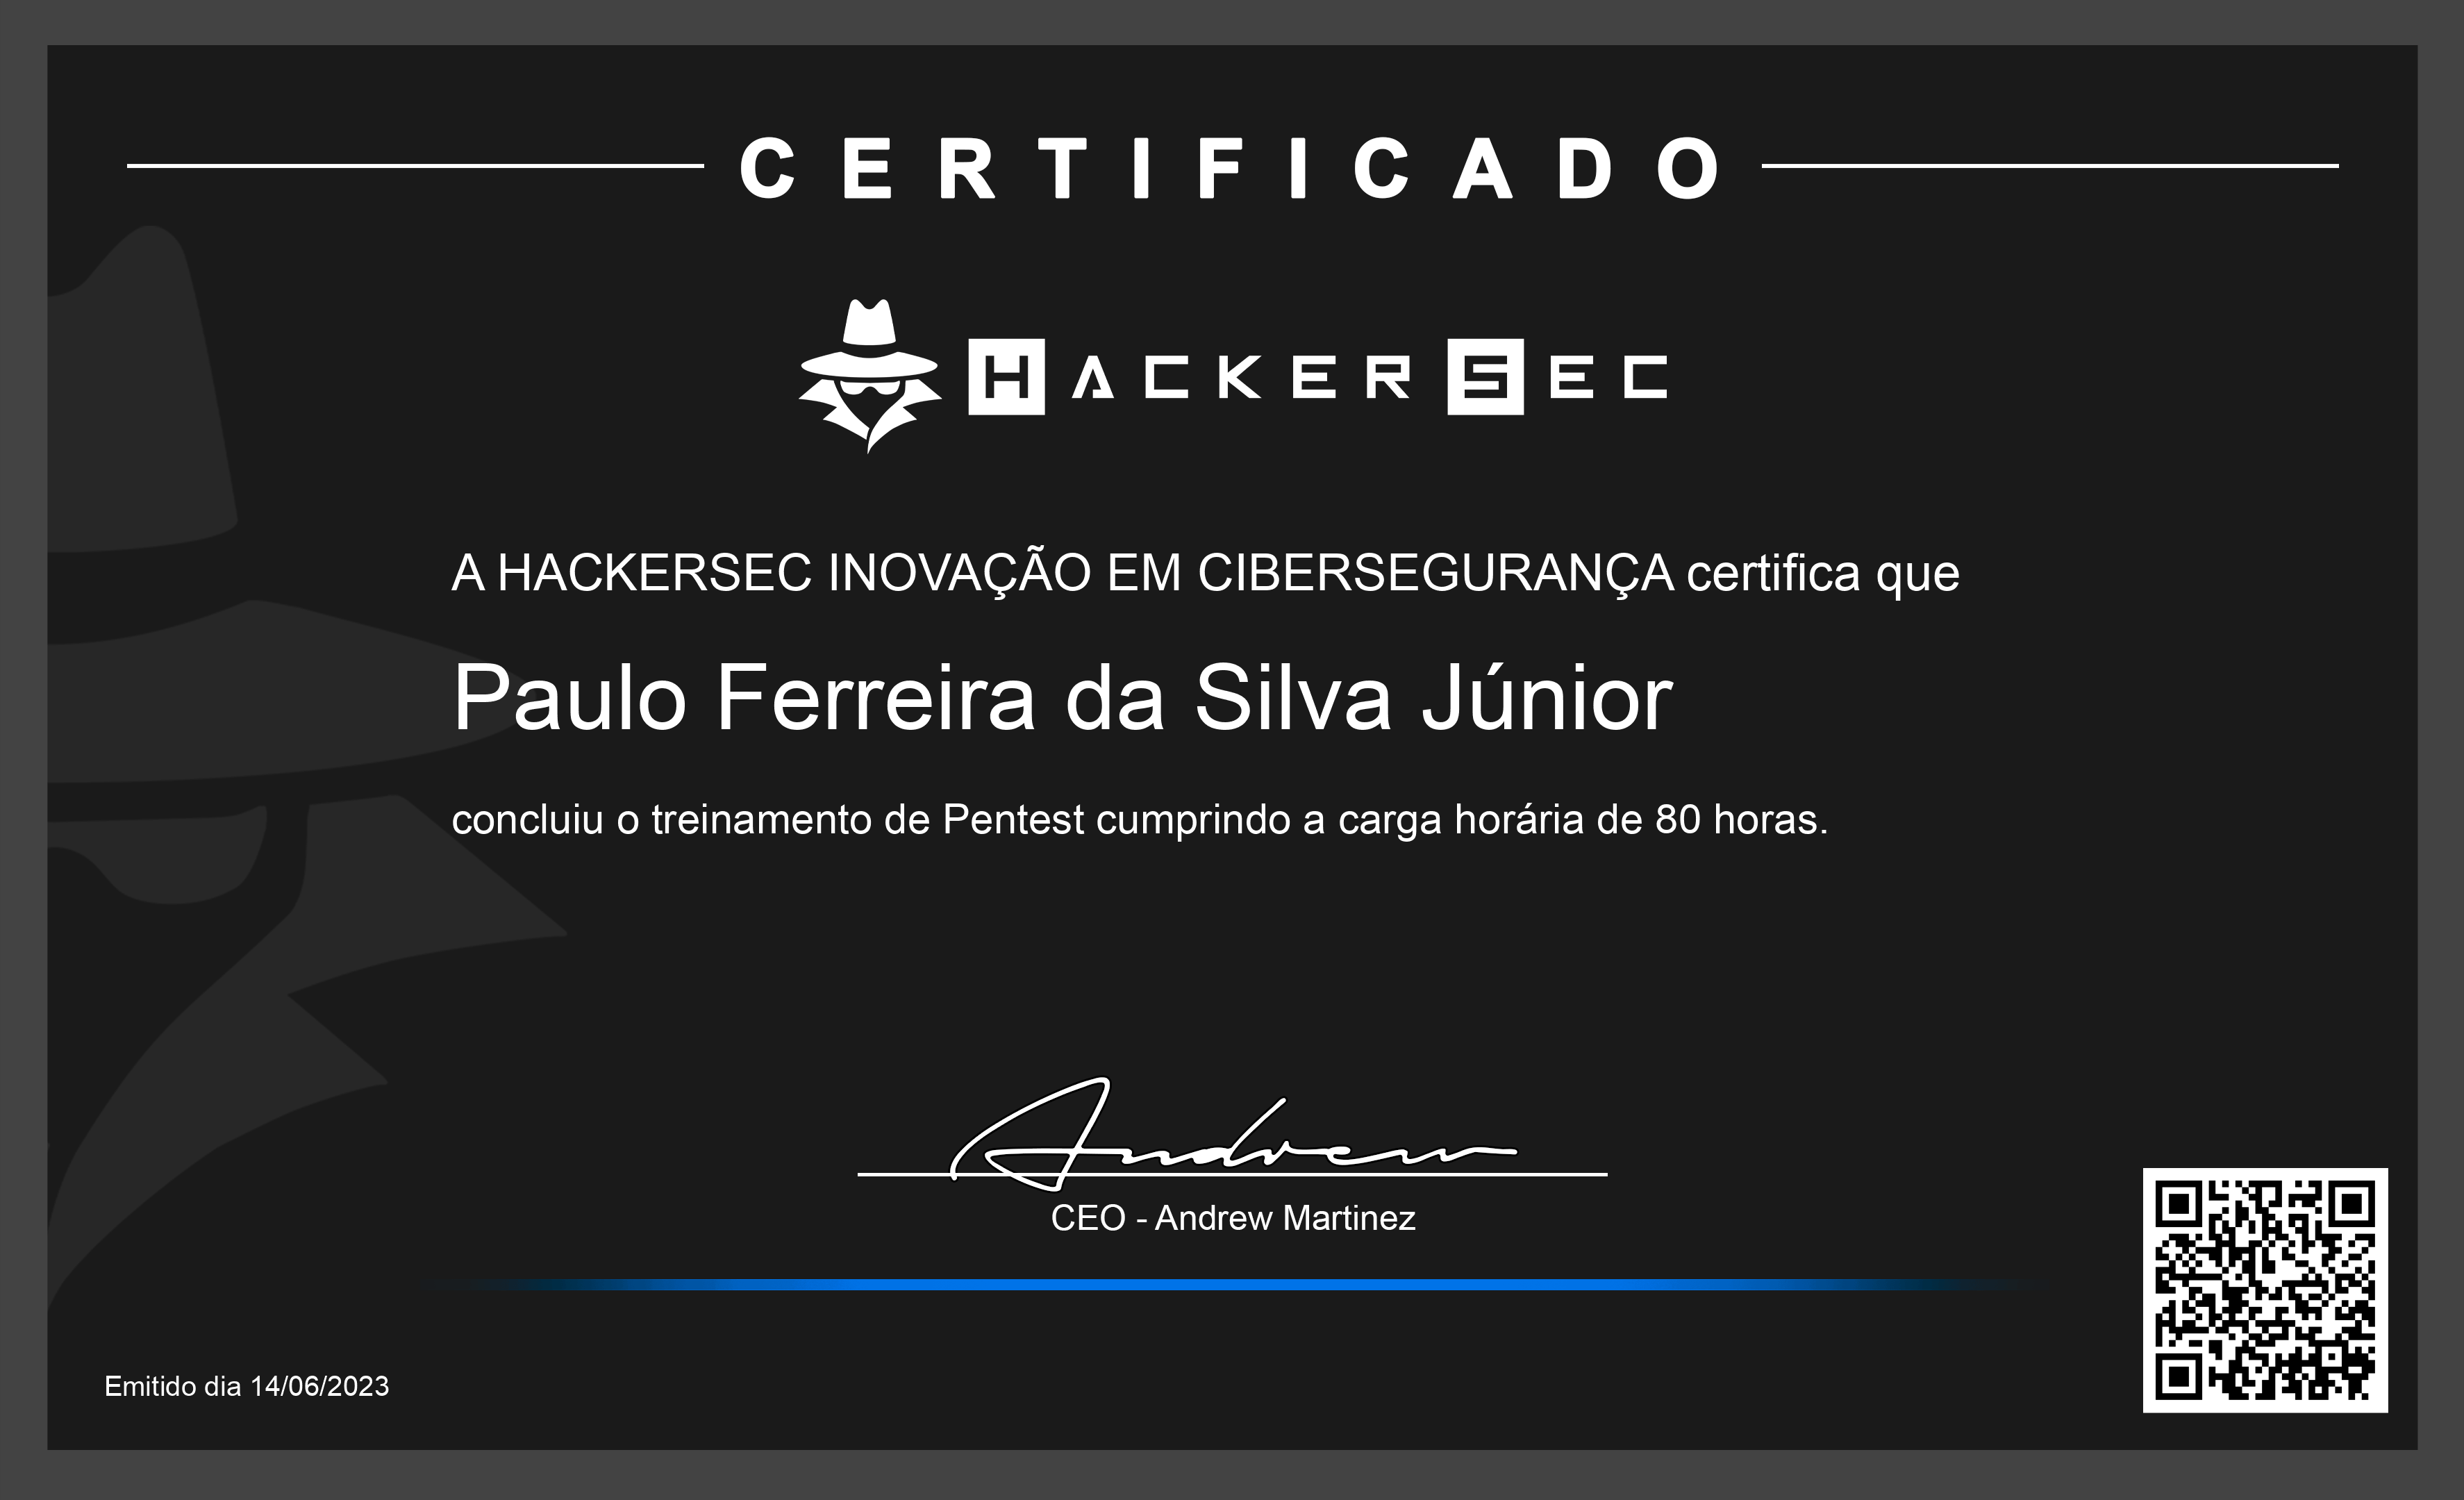 CERTIFICADO
HACKERSEC
A HACKERSEC INOVAÇÃO EM CIBERSEGURANÇA certifica que
Paulo Ferreira da Silva Júnior
concluiu o treinamento de Pentest cumprindo a carga horária de 80 horas.
Andrew
CEO - Andrew Martinez
Emitido dia 14/06/2023